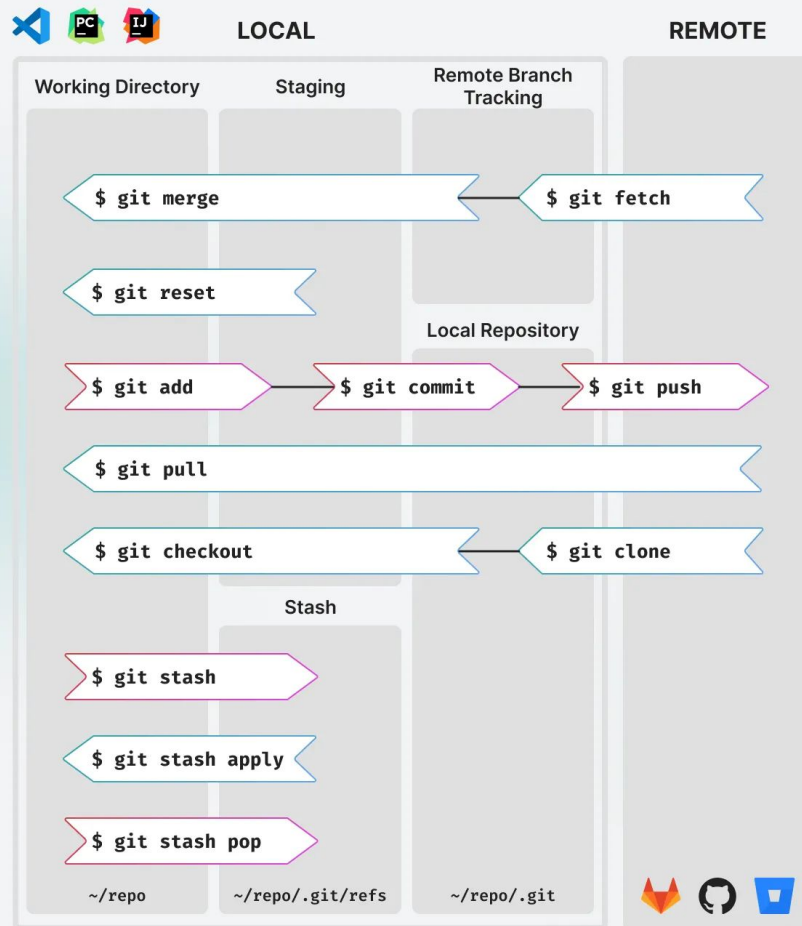 PC
IJ
LOCAL
REMOTE
Working Directory
Staging
Remote Branch
Tracking
$ git merge
$ git fetch
$ git reset
Local Repository
$ git add
$ git commit
$ git push
$ git pull
$ git checkout
$ git clone
Stash
$ git stash
$ git stash apply
$ git stash pop
~/repo
~/repo/.git/refs
~/repo/.git